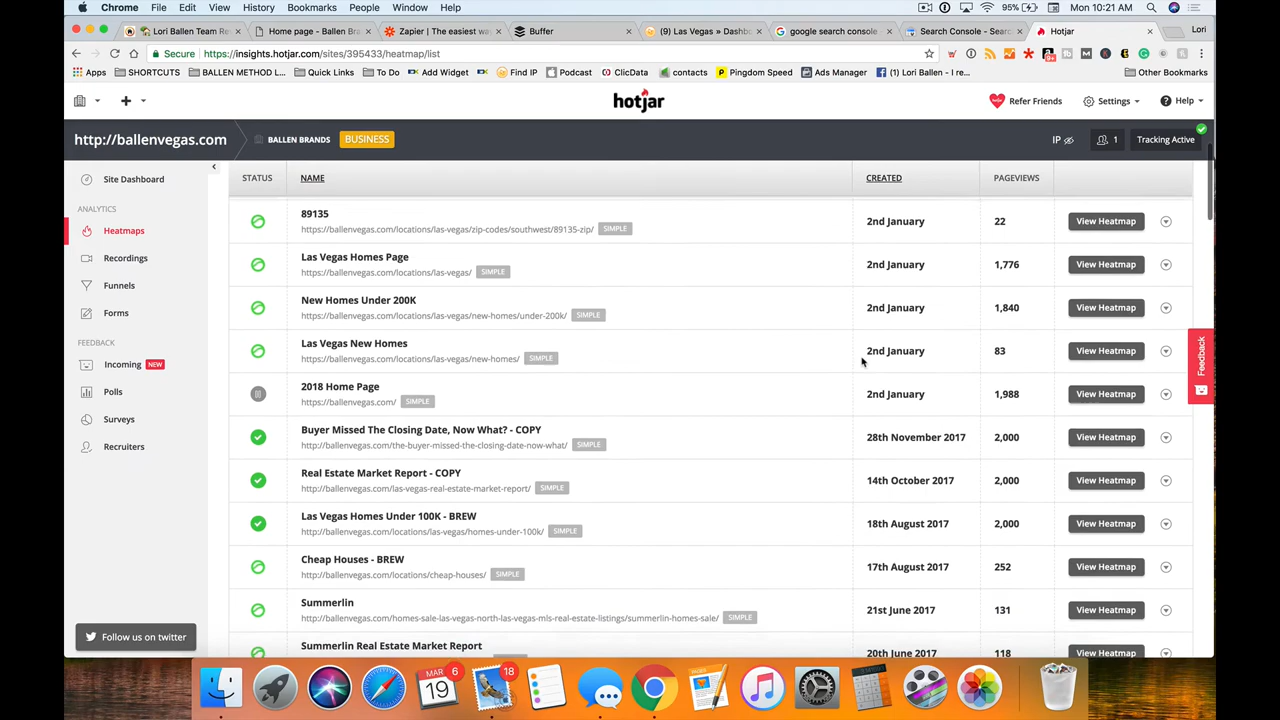 Chrome File Edit View History Bookmarks People Window Help 95% Mon 10:21 AM
Lori Ballen Team Re Home page - Ballen Bra Zapier | The easiest way Buffer (9) Las Vegas » Dashbo google search console Search Console - Searc Hotjar Lori
Secure https://insights.hotjar.com/sites/395433/heatmap/list
Apps SHORTCUTS BALLEN METHOD L... Quick Links To Do Add Widget Find IP Podcast ClicData contacts Pingdom Speed Ads Manager (1) Lori Ballen - I re... Other Bookmarks
hotjar Refer Friends Settings Help
http://ballenvegas.com BALLEN BRANDS BUSINESS IP 1 Tracking Active
Site Dashboard
ANALYTICS
Heatmaps
Recordings
Funnels
Forms
FEEDBACK
Incoming NEW
Polls
Surveys
Recruiters
Follow us on twitter
STATUS NAME CREATED PAGEVIEWS
89135 2nd January 22 View Heatmap
https://ballenvegas.com/locations/las-vegas/zip-codes/southwest/89135-zip/ SIMPLE
Las Vegas Homes Page 2nd January 1,776 View Heatmap
https://ballenvegas.com/locations/las-vegas/ SIMPLE
New Homes Under 200K 2nd January 1,840 View Heatmap
https://ballenvegas.com/locations/las-vegas/new-homes/under-200k/ SIMPLE
Las Vegas New Homes 2nd January 83 View Heatmap
https://ballenvegas.com/locations/las-vegas/new-homes/ SIMPLE
2018 Home Page 2nd January 1,988 View Heatmap
https://ballenvegas.com/ SIMPLE
Buyer Missed The Closing Date, Now What? - COPY 28th November 2017 2,000 View Heatmap
http://ballenvegas.com/the-buyer-missed-the-closing-date-now-what/ SIMPLE
Real Estate Market Report - COPY 14th October 2017 2,000 View Heatmap
http://ballenvegas.com/las-vegas-real-estate-market-report/ SIMPLE
Las Vegas Homes Under 100K - BREW 18th August 2017 2,000 View Heatmap
http://ballenvegas.com/locations/las-vegas/homes-under-100k/ SIMPLE
Cheap Houses - BREW 17th August 2017 252 View Heatmap
http://ballenvegas.com/locations/cheap-houses/ SIMPLE
Summerlin 21st June 2017 131 View Heatmap
http://ballenvegas.com/homes-sale-las-vegas-north-las-vegas-mls-real-estate-listings/summerlin-homes-sale/ SIMPLE
Summerlin Real Estate Market Report 20th June 2017 118 View Heatmap
Feedback
MAR 19
6
18